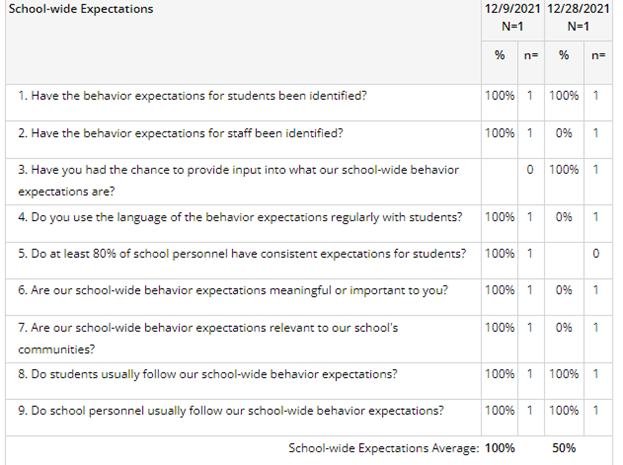 School-wide Expectations 12/9/2021 12/28/2021
N=1 N=1
% n= % n=
1. Have the behavior expectations for students been identified? 100% 1 100% 1
2. Have the behavior expectations for staff been identified? 100% 1 0% 1
3. Have you had the chance to provide input into what our school-wide behavior 0 100% 1
expectations are?
4. Do you use the language of the behavior expectations regularly with students? 100% 1 0% 1
5. Do at least 80% of school personnel have consistent expectations for students? 100% 1 0
6. Are our school-wide behavior expectations meaningful or important to you? 100% 1 0% 1
7. Are our school-wide behavior expectations relevant to our school's 100% 1 0% 1
communities?
8. Do students usually follow our school-wide behavior expectations? 100% 1 100% 1
9. Do school personnel usually follow our school-wide behavior expectations? 100% 1 100% 1
School-wide Expectations Average: 100% 50%